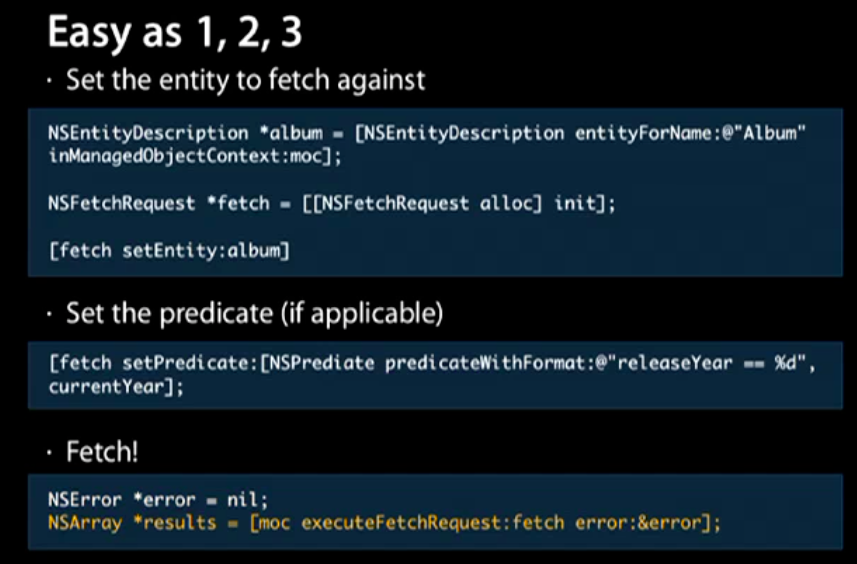 Easy as 1, 2, 3
· Set the entity to fetch against
NSEntityDescription *album = [NSEntityDescription entityForName:@"Album"
inManagedObjectContext:moc];
NSFetchRequest *fetch = [[NSFetchRequest alloc] init];
[fetch setEntity:album]
· Set the predicate (if applicable)
[fetch setPredicate:[NSPrediate predicateWithFormat:@"releaseYear == %d",
currentYear];
· Fetch!
NSError *error = nil;
NSArray *results = [moc executeFetchRequest:fetch error:&error];